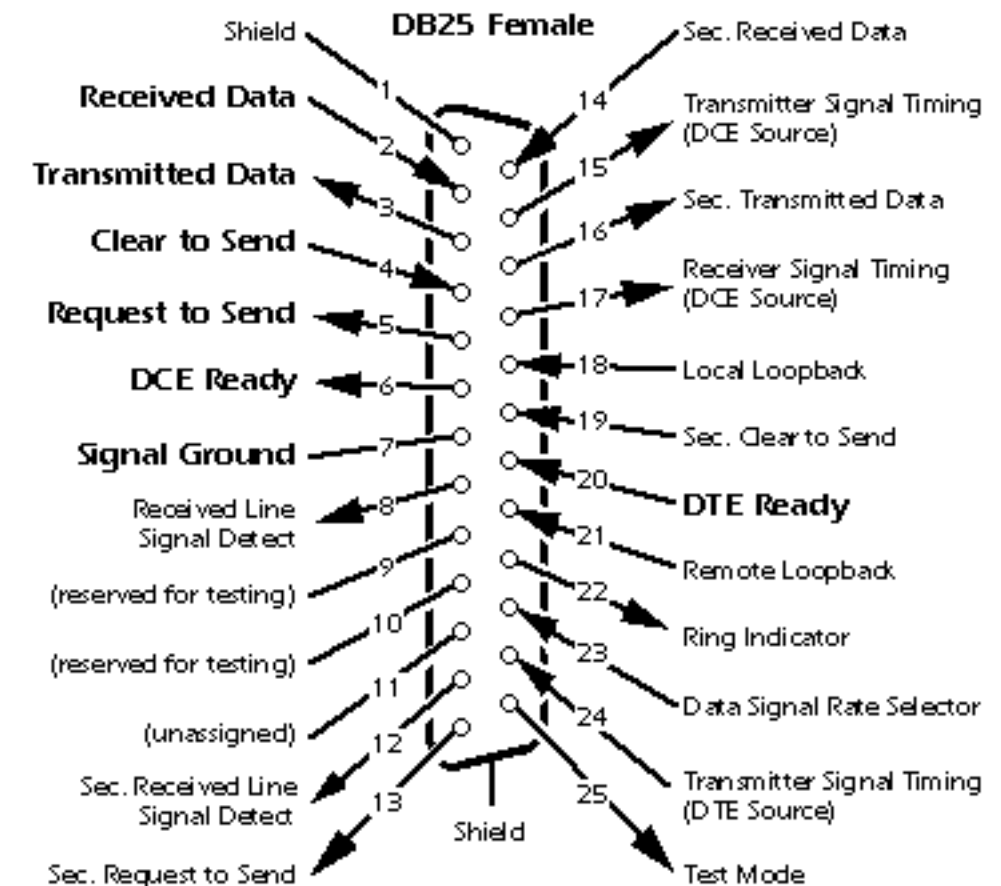 DB25 Female
Shield
1
Received Data
2
Transmitted Data
3
Clear to Send
4
Request to Send
5
DCE Ready
6
Signal Ground
7
Received Line
Signal Detect
8
(reserved for testing)
9
(reserved for testing)
10
(unassigned)
11
Sec. Received Line
Signal Detect
12
Sec. Request to Send
13
Sec. Received Data
14
Transmitter Signal Timing
(DCE Source)
15
Sec. Transmitted Data
16
Receiver Signal Timing
(DCE Source)
17
Local Loopback
18
Sec. Clear to Send
19
DTE Ready
20
Remote Loopback
21
Ring Indicator
22
Data Signal Rate Selector
23
Transmitter Signal Timing
(DTE Source)
24
Test Mode
25
Shield